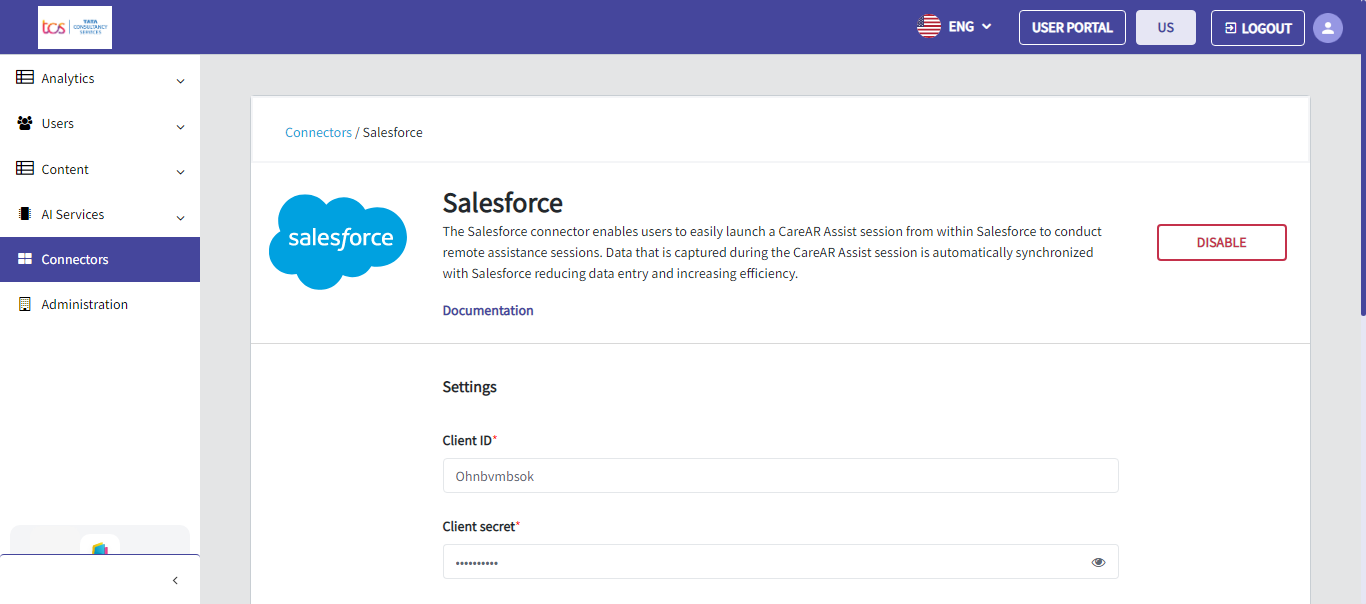 tcs TATA CONSULTANCY SERVICES
ENG
USER PORTAL
US
LOGOUT
Analytics
Users
Content
AI Services
Connectors
Administration
Connectors / Salesforce
salesforce
Salesforce
The Salesforce connector enables users to easily launch a CareAR Assist session from within Salesforce to conduct
remote assistance sessions. Data that is captured during the CareAR Assist session is automatically synchronized
with Salesforce reducing data entry and increasing efficiency.
DISABLE
Documentation
Settings
Client ID*
Ohnbvmbsok
Client secret*
••••••••••